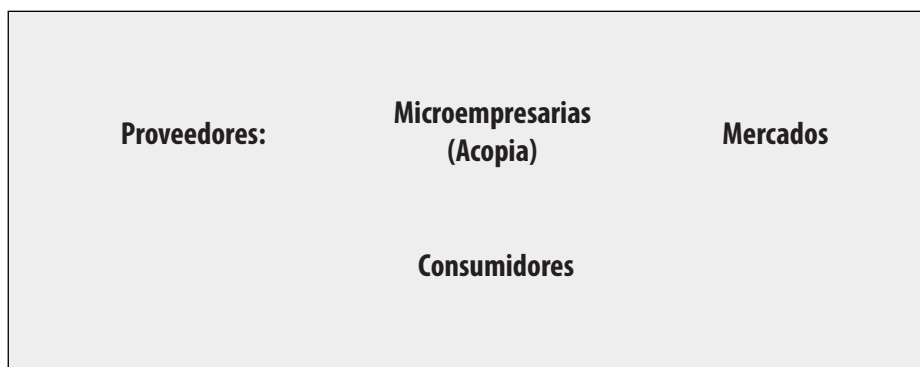 Proveedores:
Microempresarias
(Acopia)
Mercados
Consumidores